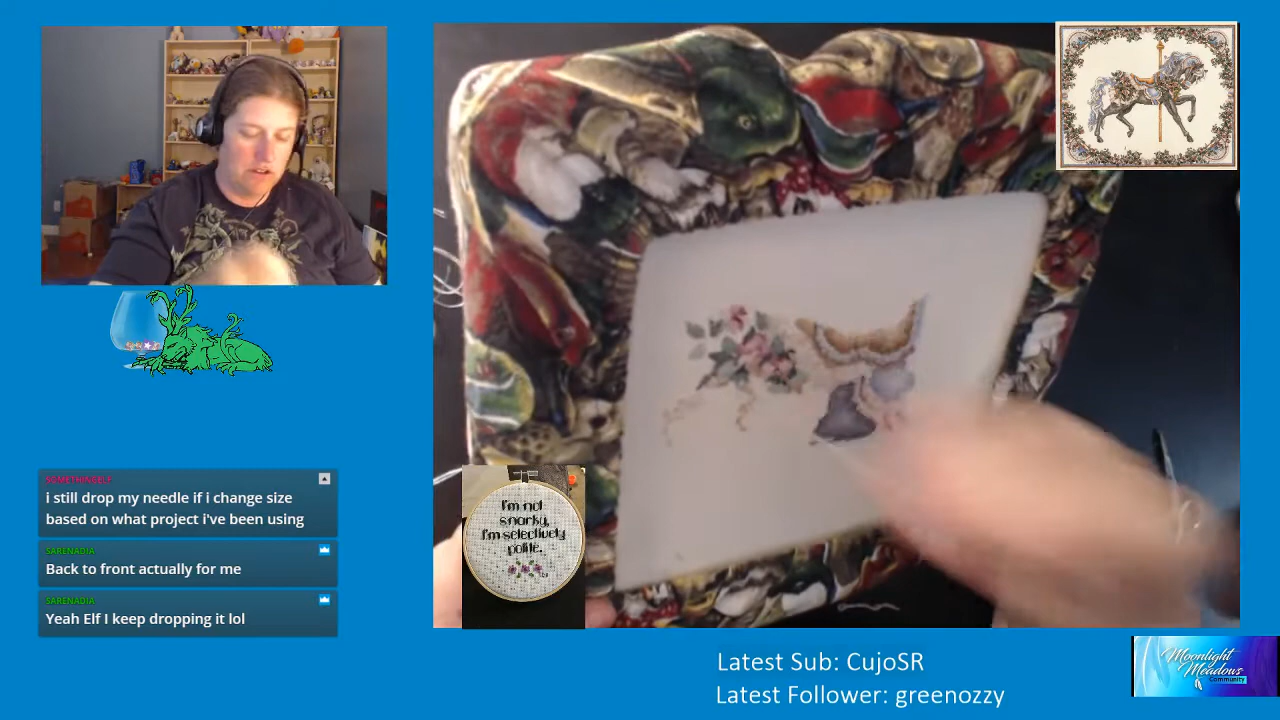 SOMETHINGELF
i still drop my needle if i change size
based on what project i've been using
SARENADIA
Back to front actually for me
SARENADIA
Yeah Elf I keep dropping it lol
I'm not
snarky,
I'm selectively
polite.
Latest Sub: CujoSR
Latest Follower: greenozzy
Moonlight
Meadows
Community